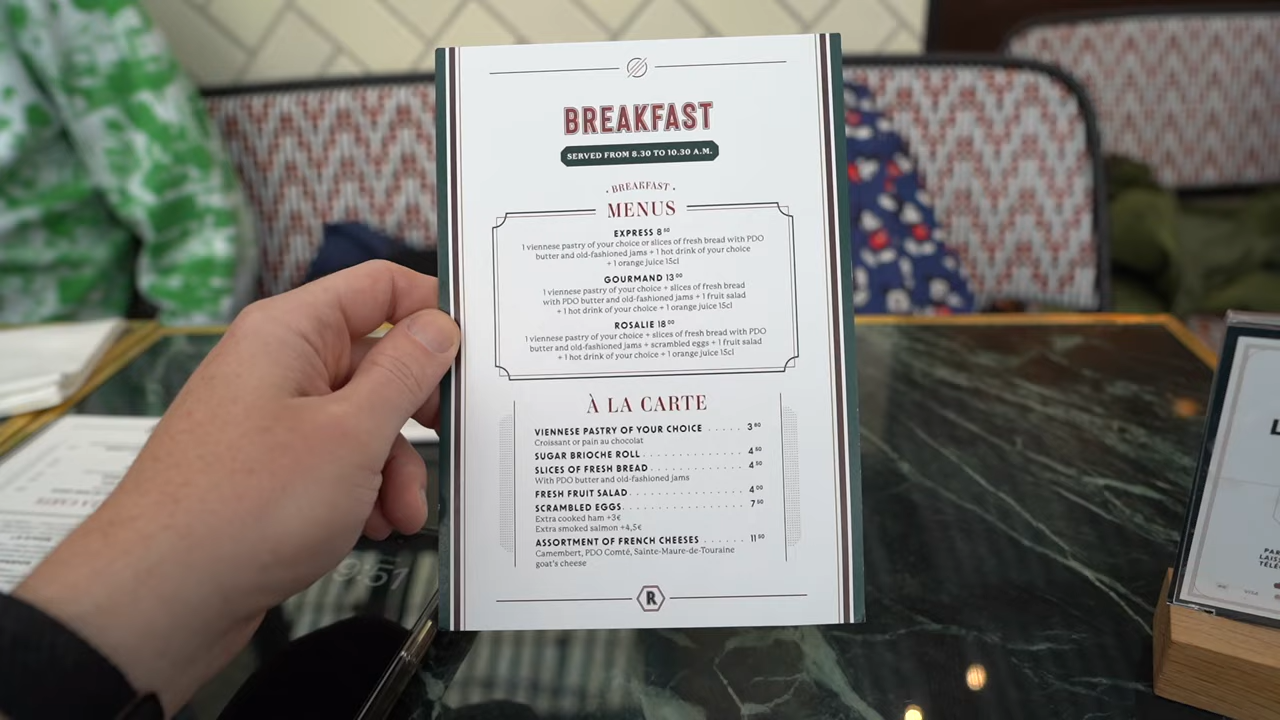 BREAKFAST
SERVED FROM 8.30 TO 10.30 A.M.
· BREAKFAST ·
MENUS
EXPRESS 8⁵⁰
1 viennese pastry of your choice or slices of fresh bread with PDO
butter and old-fashioned jams + 1 hot drink of your choice
+ 1 orange juice 15cl
GOURMAND 13⁰⁰
1 viennese pastry of your choice + slices of fresh bread
with PDO butter and old-fashioned jams + 1 fruit salad
+ 1 hot drink of your choice + 1 orange juice 15cl
ROSALIE 18⁰⁰
1 viennese pastry of your choice + slices of fresh bread with PDO
butter and old-fashioned jams + scrambled eggs + 1 fruit salad
+ 1 hot drink of your choice + 1 orange juice 15cl
À LA CARTE
VIENNESE PASTRY OF YOUR CHOICE . . . . . 3⁵⁰
Croissant or pain au chocolat
SUGAR BRIOCHE ROLL . . . . . . . . . . . . . . 4⁵⁰
SLICES OF FRESH BREAD . . . . . . . . . . . . . 4⁵⁰
With PDO butter and old-fashioned jams
FRESH FRUIT SALAD . . . . . . . . . . . . . . . . 4⁰⁰
SCRAMBLED EGGS . . . . . . . . . . . . . . . . . 7⁵⁰
Extra cooked ham +3€
Extra smoked salmon +4,5€
ASSORTMENT OF FRENCH CHEESES . . . . . . 11⁵⁰
Camembert, PDO Comté, Sainte-Maure-de-Touraine
goat's cheese
R
9:57
VISA